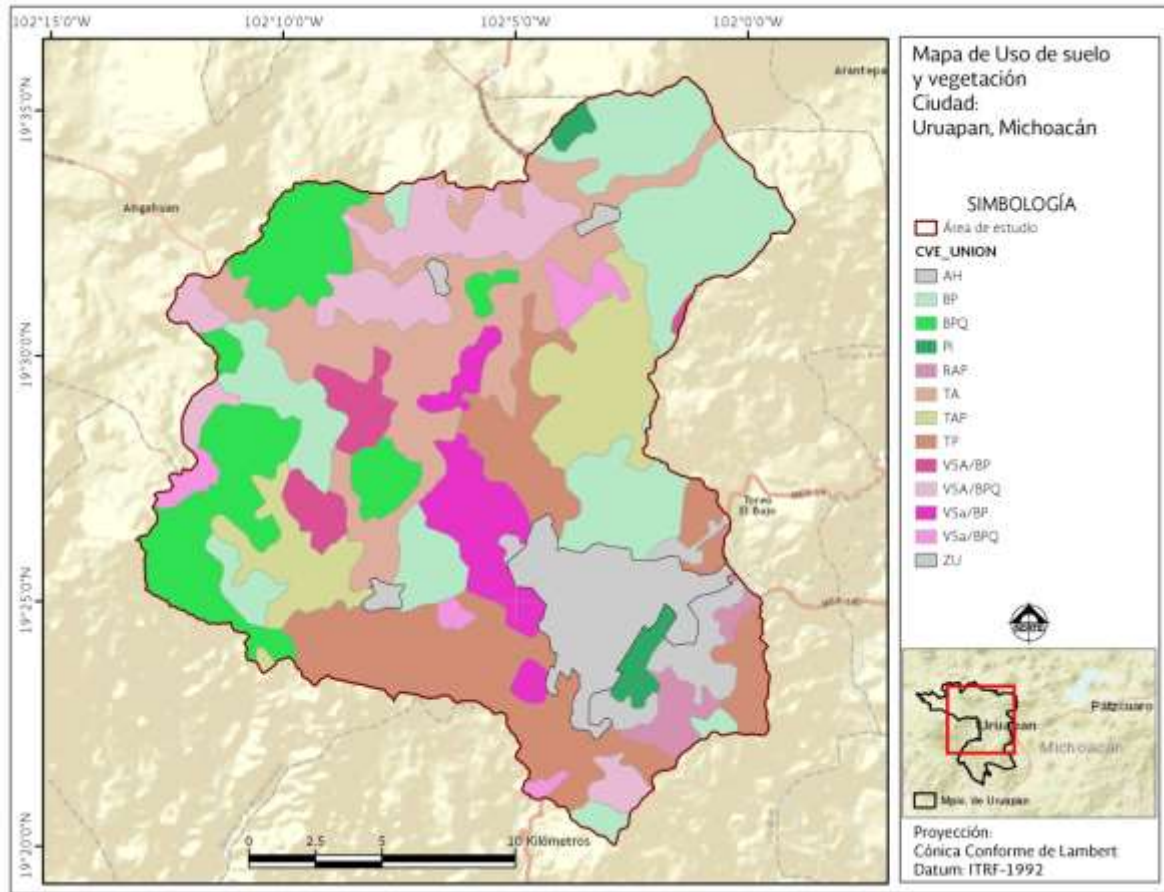 102°15'0"W
102°10'0"W
102°5'0"W
102°0'0"W
19°35'0"N
19°30'0"N
19°25'0"N
19°20'0"N
Arantepa
Angahuan
Toreo
El Bajo
0 2.5 5 10 Kilómetros
Mapa de Uso de suelo
y vegetación
Ciudad:
Uruapan, Michoacán
SIMBOLOGÍA
Área de estudio
CVE_UNION
AH
BP
BPQ
PI
RAP
TA
TAP
TP
VSA/BP
VSA/BPQ
VSa/BP
VSa/BPQ
ZU
NORTE
Pátzcuaro
Uruapan
Michoacán
Mpio. de Uruapan
Proyección:
Cónica Conforme de Lambert
Datum: ITRF-1992